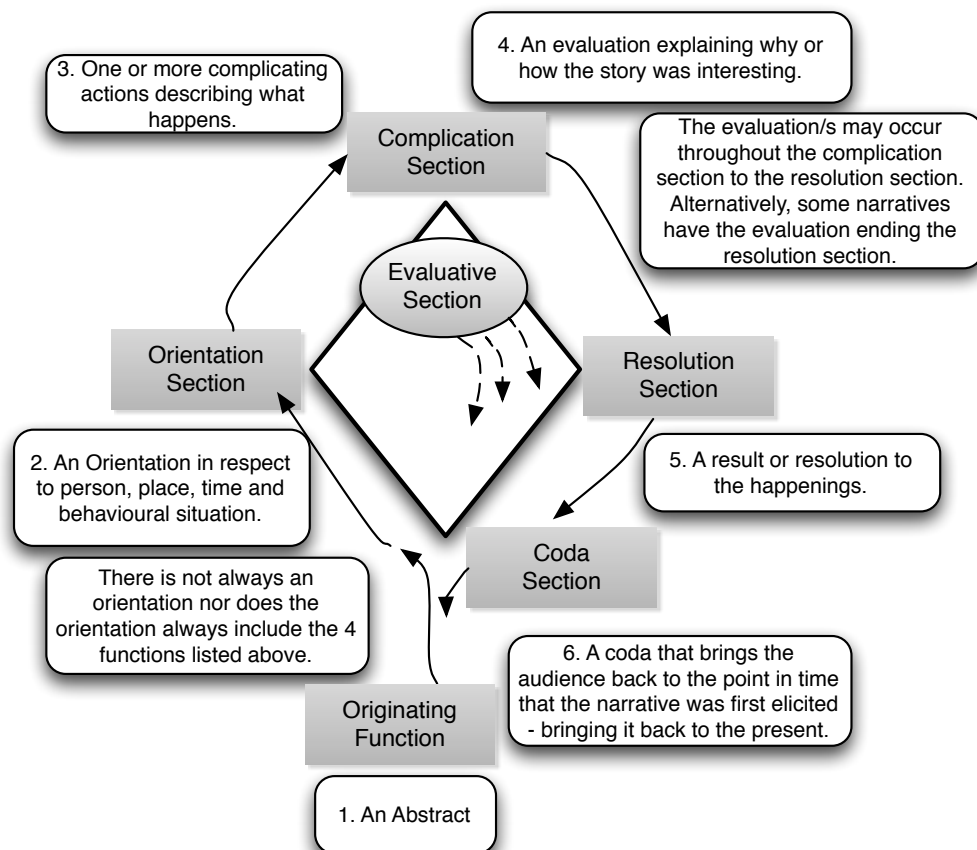 4. An evaluation explaining why or
how the story was interesting.
3. One or more complicating
actions describing what
happens.
Complication
Section
The evaluation/s may occur
throughout the complication
section to the resolution section.
Alternatively, some narratives
have the evaluation ending the
resolution section.
Evaluative
Section
Orientation
Section
Resolution
Section
2. An Orientation in respect
to person, place, time and
behavioural situation.
5. A result or resolution to
the happenings.
Coda
Section
There is not always an
orientation nor does the
orientation always include the 4
functions listed above.
6. A coda that brings the
audience back to the point in time
that the narrative was first elicited
- bringing it back to the present.
Originating
Function
1. An Abstract